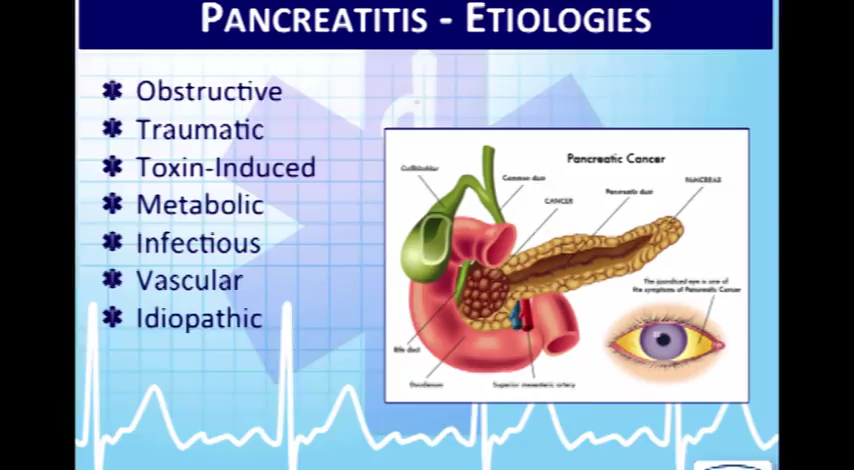 PANCREATITIS - ETIOLOGIES
Obstructive
Traumatic
Toxin-Induced
Metabolic
Infectious
Vascular
Idiopathic
Pancreatic Cancer
Gallbladder
Common duct
CANCER
Pancreatic duct
PANCREAS
The jaundiced eye is one of
the symptoms of Pancreatic Cancer
Bile duct
Duodenum
Superior mesenteric artery